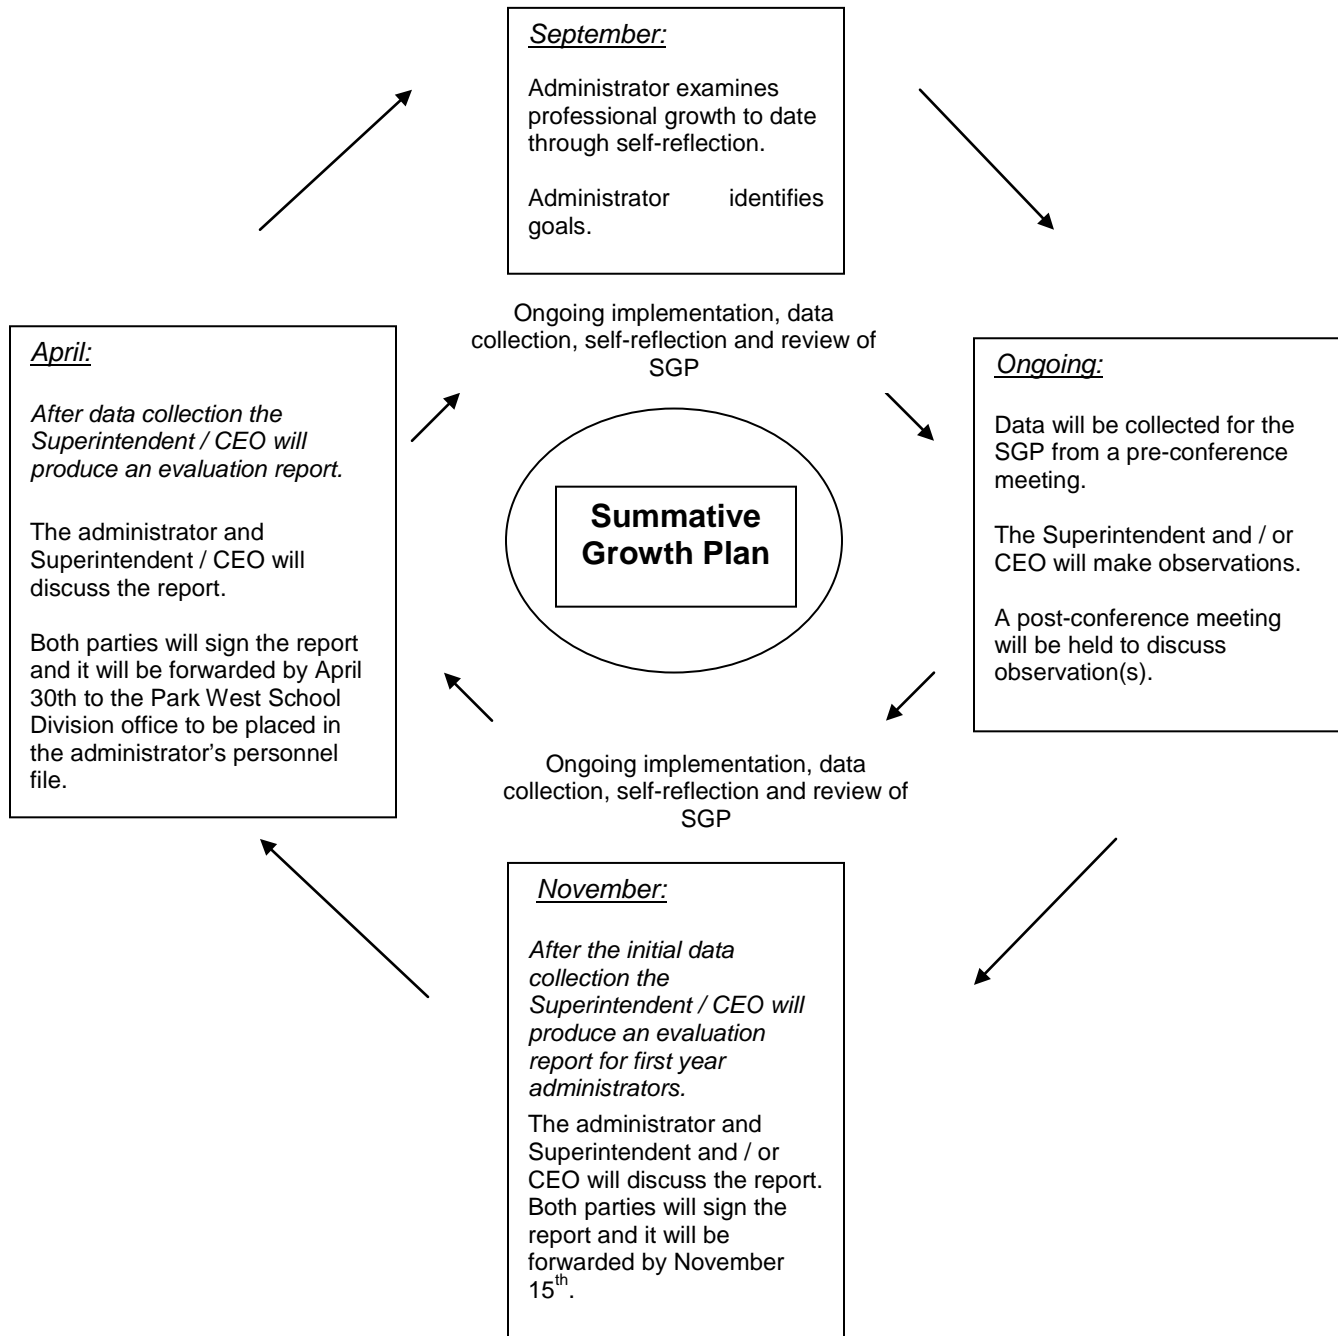 September:
Administrator examines
professional growth to date
through self-reflection.
Administrator identifies
goals.
Ongoing implementation, data
collection, self-reflection and review of
SGP
April:
After data collection the
Superintendent / CEO will
produce an evaluation report.
The administrator and
Superintendent / CEO will
discuss the report.
Both parties will sign the report
and it will be forwarded by April
30th to the Park West School
Division office to be placed in
the administrator’s personnel
file.
Summative
Growth Plan
Ongoing:
Data will be collected for the
SGP from a pre-conference
meeting.
The Superintendent and / or
CEO will make observations.
A post-conference meeting
will be held to discuss
observation(s).
Ongoing implementation, data
collection, self-reflection and review of
SGP
November:
After the initial data
collection the
Superintendent / CEO will
produce an evaluation
report for first year
administrators.
The administrator and
Superintendent and / or
CEO will discuss the report.
Both parties will sign the
report and it will be
forwarded by November
15th.